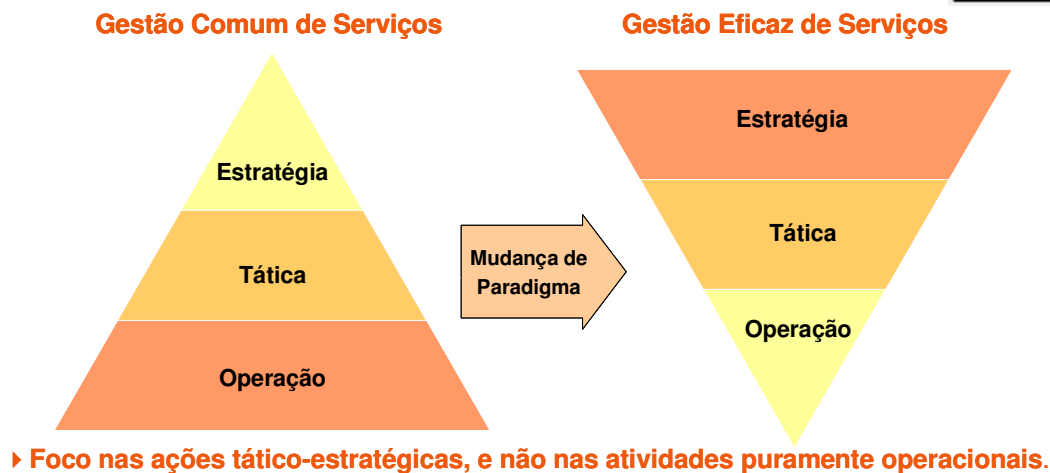 Gestão Comum de Serviços
Gestão Eficaz de Serviços
Estratégia
Tática
Operação
Mudança de
Paradigma
Estratégia
Tática
Operação
Foco nas ações tático-estratégicas, e não nas atividades puramente operacionais.